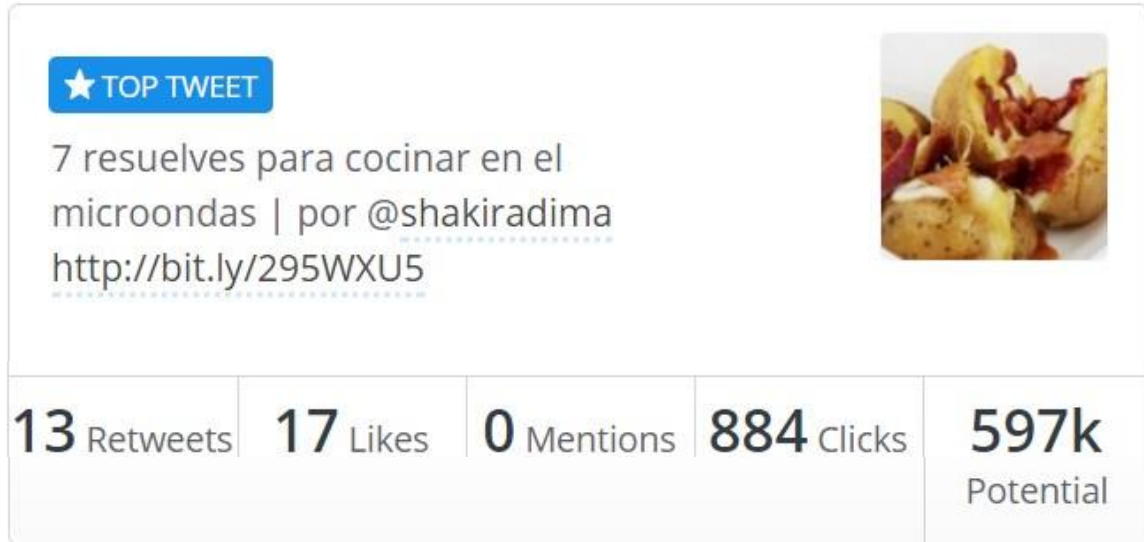 TOP TWEET
7 resuelves para cocinar en el
microondas | por @shakiradima
http://bit.ly/295WXU5
13 Retweets 17 Likes 0 Mentions 884 Clicks 597k
Potential